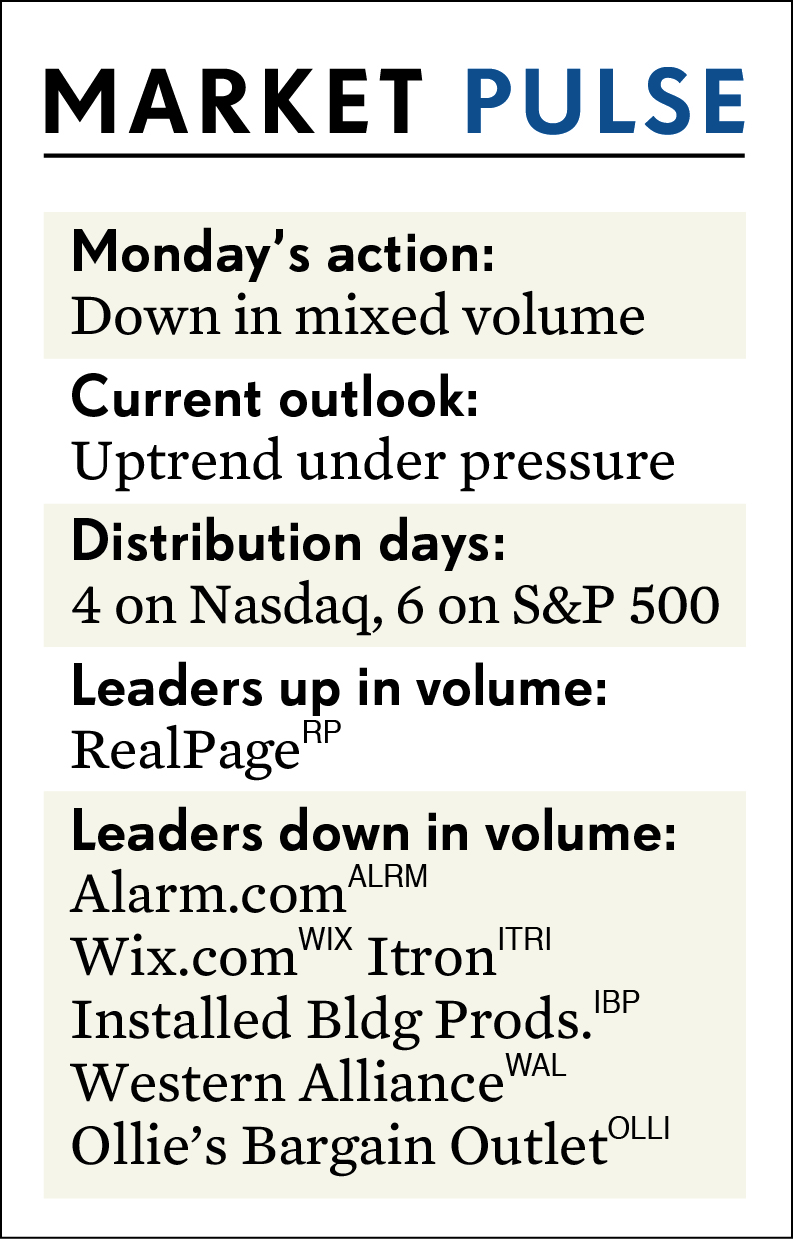 MARKET PULSE
Monday’s action:
Down in mixed volume
Current outlook:
Uptrend under pressure
Distribution days:
4 on Nasdaq, 6 on S&P 500
Leaders up in volume:
RealPage RP
Leaders down in volume:
Alarm.com ALRM
Wix.com WIX Itron ITRI
Installed Bldg Prods. IBP
Western Alliance WAL
Ollie’s Bargain Outlet OLLI